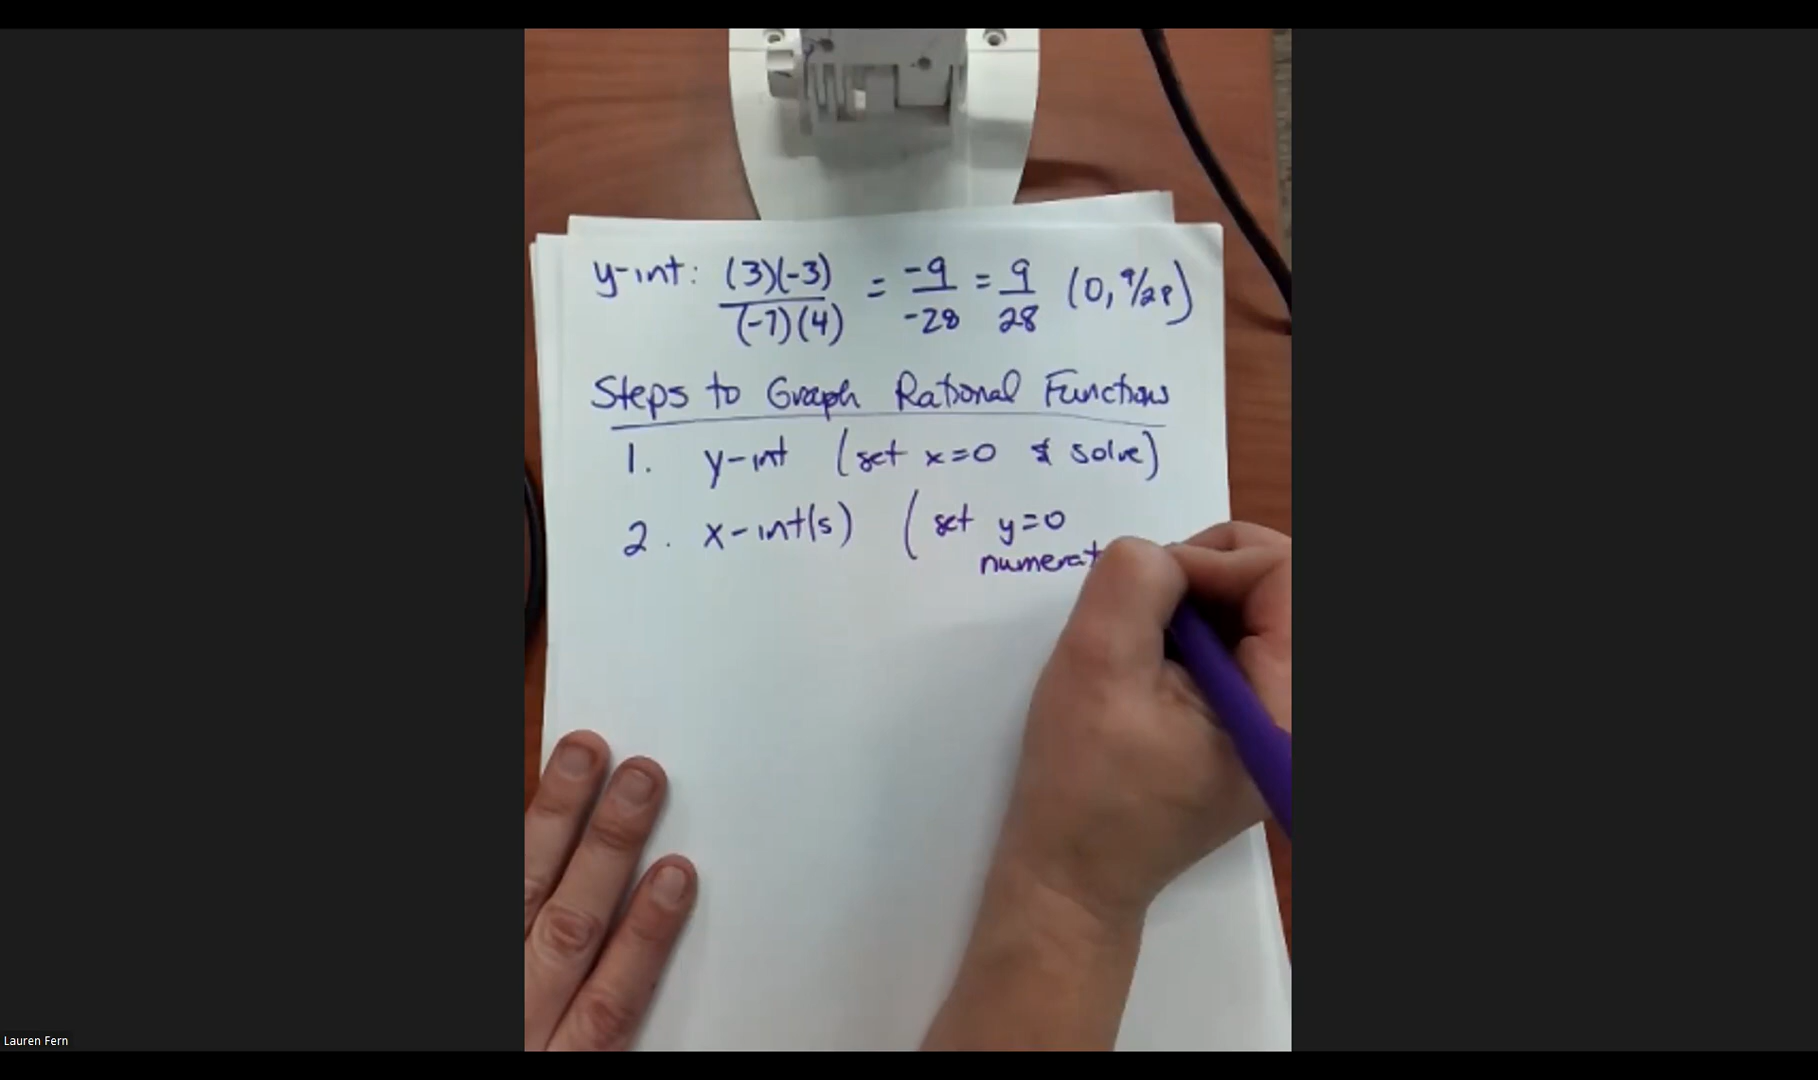 y-int: (3)(-3) / (-7)(4) = -9/-28 = 9/28 (0, 9/28)
Steps to Graph Rational Functions
1. y-int (set x=0 & solve)
2. x-int(s) (set y=0
numerat
Lauren Fern